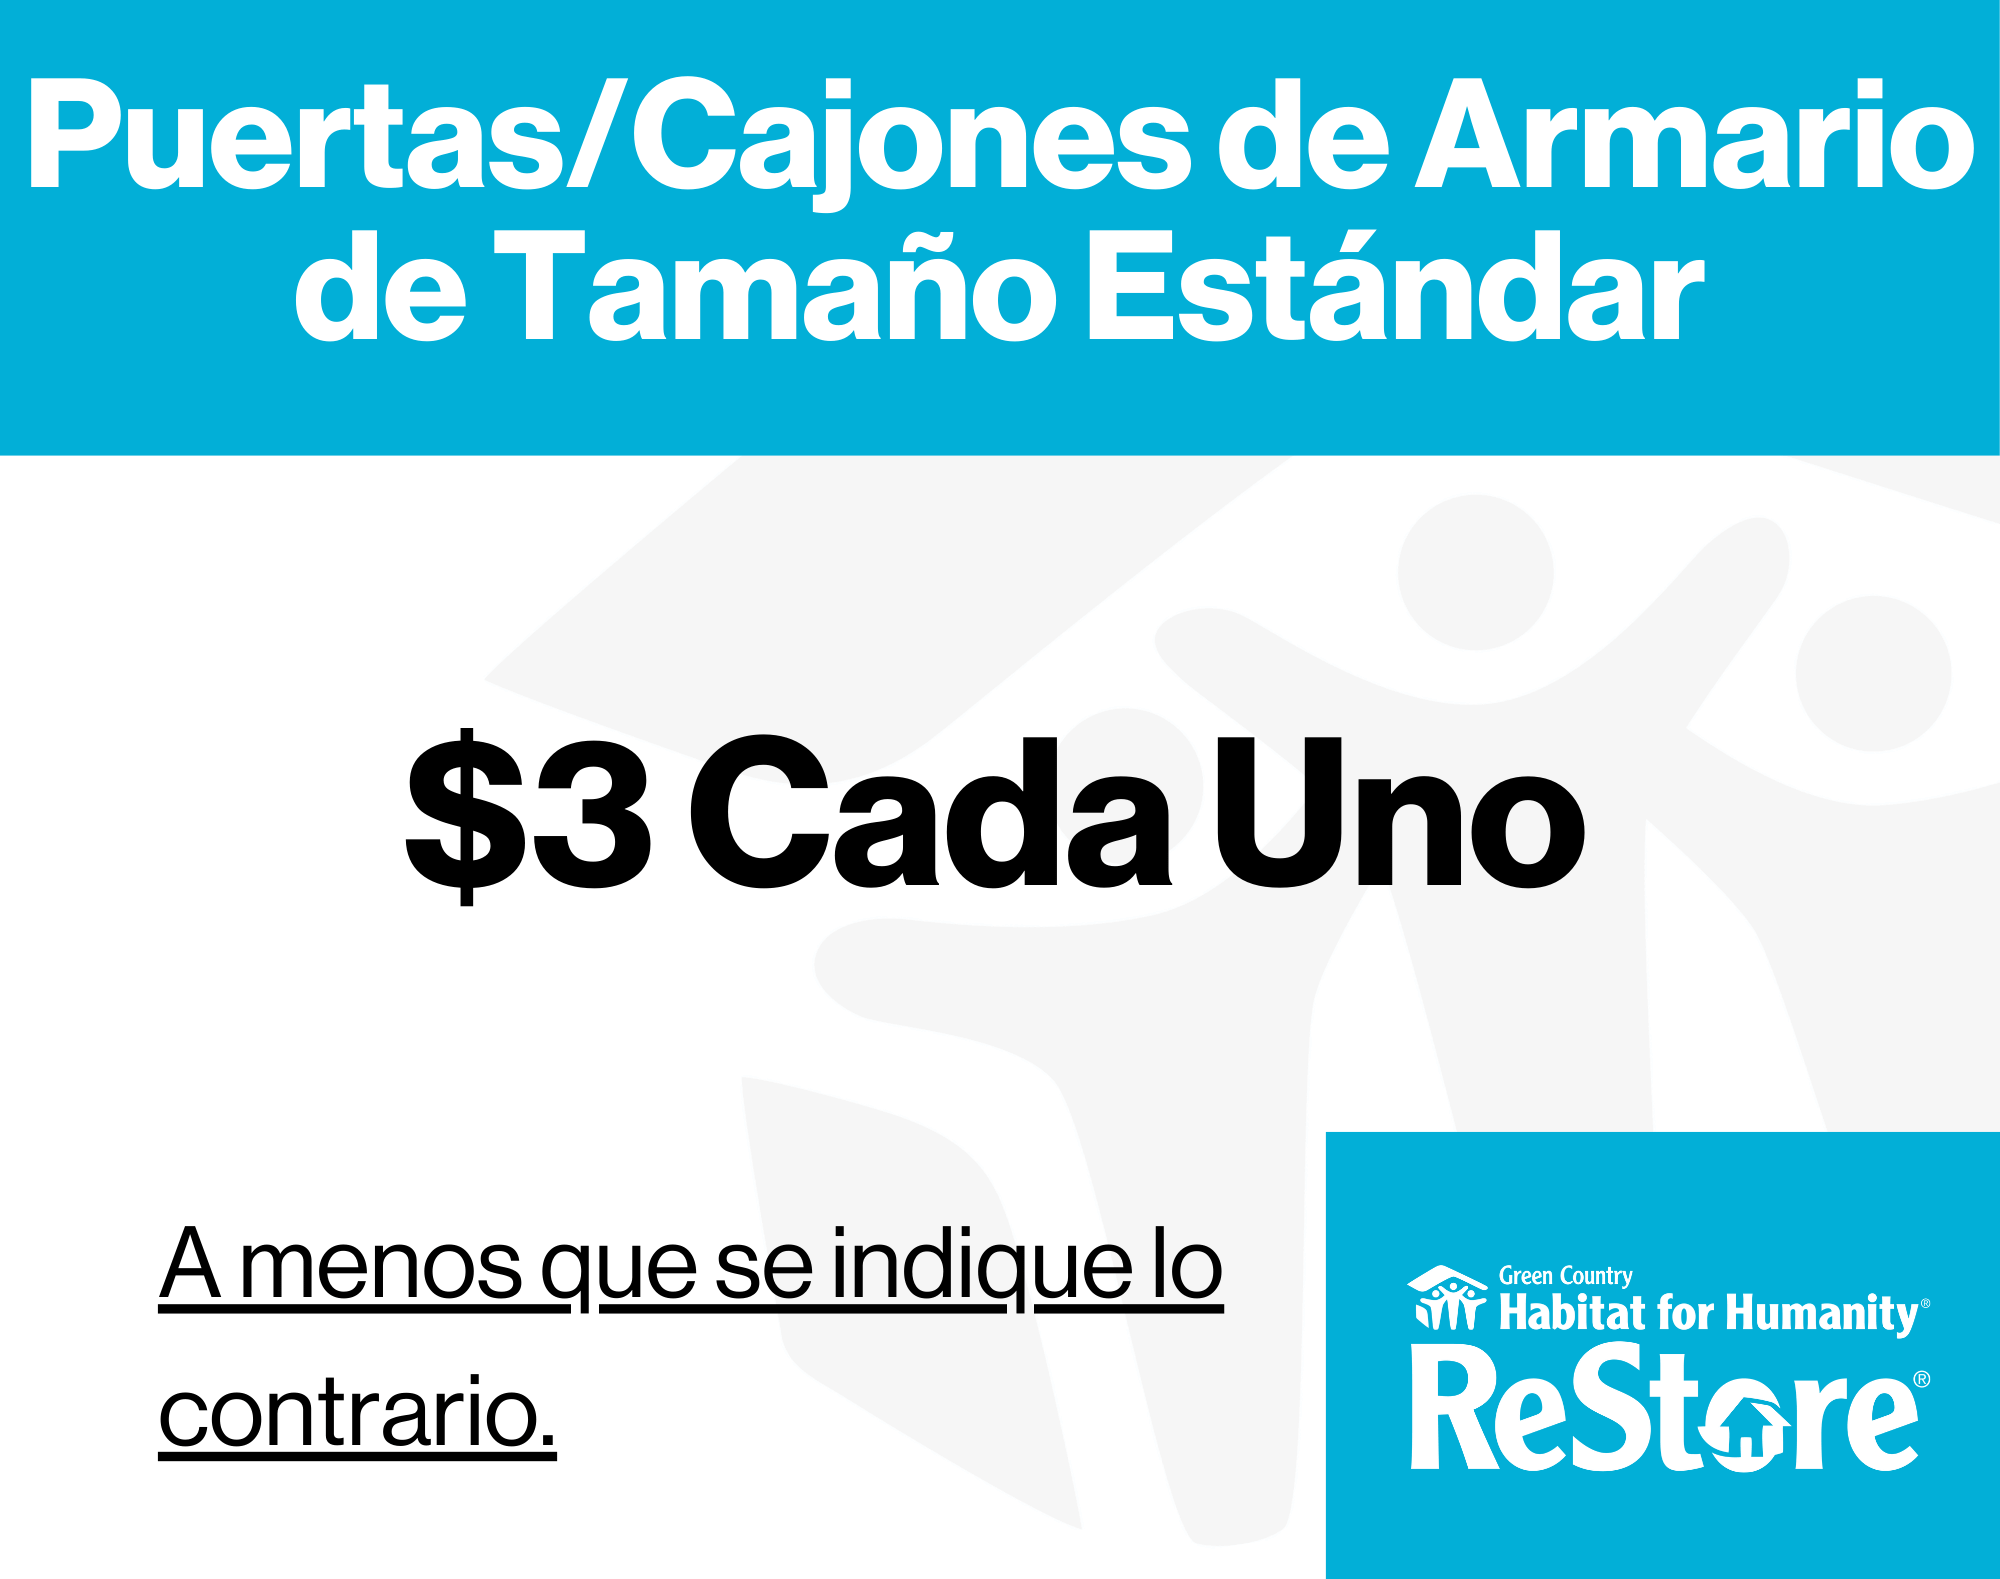 Puertas/Cajones de Armario
de Tamaño Estándar
$3 Cada Uno
A menos que se indique lo
contrario.
Green Country
Habitat for Humanity®
ReStore®